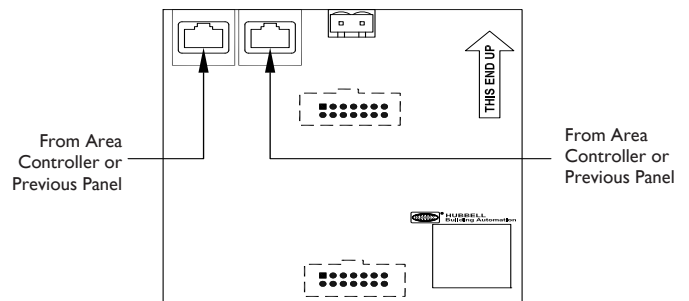 THIS END UP
From Area
Controller or
Previous Panel
From Area
Controller or
Previous Panel
HUBBELL
Building Automation